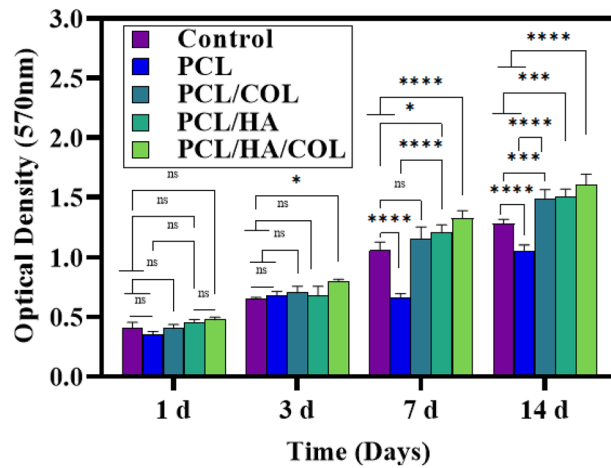 3.0
2.5
2.0
1.5
1.0
0.5
0.0
Optical Density (570nm)
Control
PCL
PCL/COL
PCL/HA
PCL/HA/COL
ns
ns
ns
ns
ns
*
ns
ns
ns
****
*
****
ns
****
****
***
****
***
****
1 d
3 d
7 d
14 d
Time (Days)